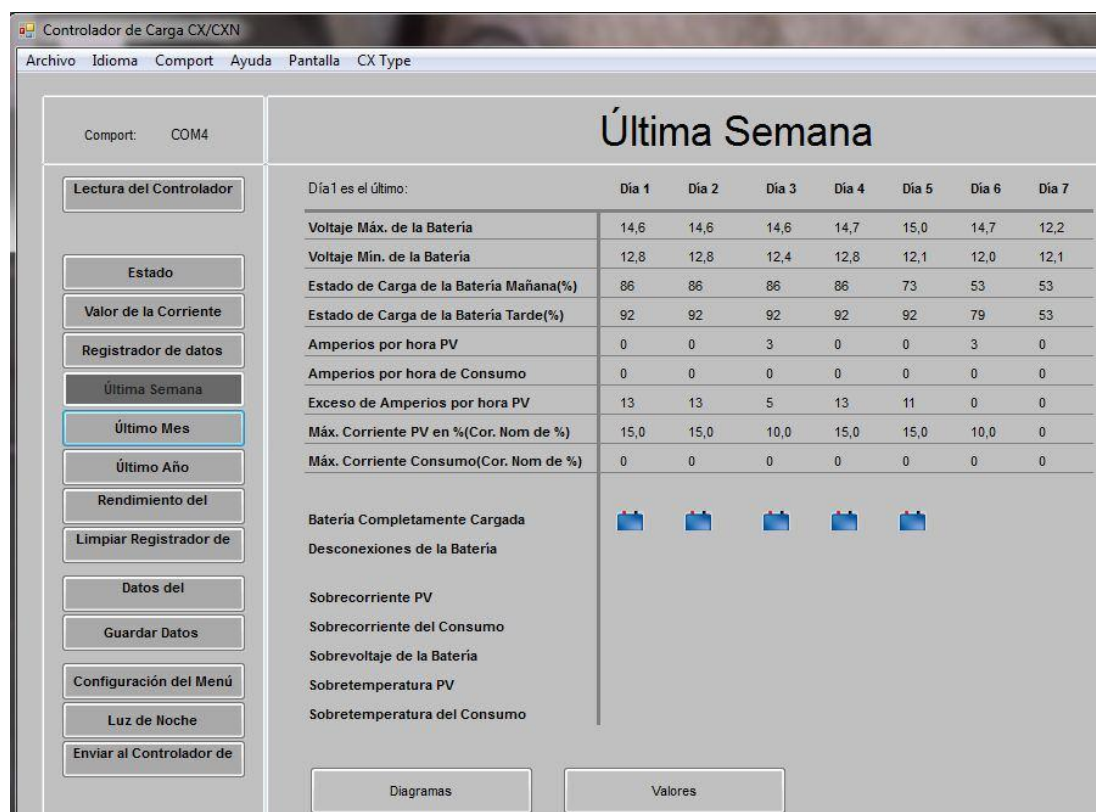 Controlador de Carga CX/CXN
Archivo Idioma Comport Ayuda Pantalla CX Type
Comport: COM4
Última Semana
Lectura del Controlador
Estado
Valor de la Corriente
Registrador de datos
Última Semana
Último Mes
Último Año
Rendimiento del
Limpiar Registrador de
Datos del
Guardar Datos
Configuración del Menú
Luz de Noche
Enviar al Controlador de
Día1 es el último: Día 1 Día 2 Día 3 Día 4 Día 5 Día 6 Día 7
Voltaje Máx. de la Batería 14,6 14,6 14,6 14,7 15,0 14,7 12,2
Voltaje Mín. de la Batería 12,8 12,8 12,4 12,8 12,1 12,0 12,1
Estado de Carga de la Batería Mañana(%) 86 86 86 86 73 53 53
Estado de Carga de la Batería Tarde(%) 92 92 92 92 92 79 53
Amperios por hora PV 0 0 3 0 0 3 0
Amperios por hora de Consumo 0 0 0 0 0 0 0
Exceso de Amperios por hora PV 13 13 5 13 11 0 0
Máx. Corriente PV en %(Cor. Nom de %) 15,0 15,0 10,0 15,0 15,0 10,0 0
Máx. Corriente Consumo(Cor. Nom de %) 0 0 0 0 0 0 0
Batería Completamente Cargada
Desconexiones de la Batería
Sobrecorriente PV
Sobrecorriente del Consumo
Sobrevoltaje de la Batería
Sobretemperatura PV
Sobretemperatura del Consumo
Diagramas Valores